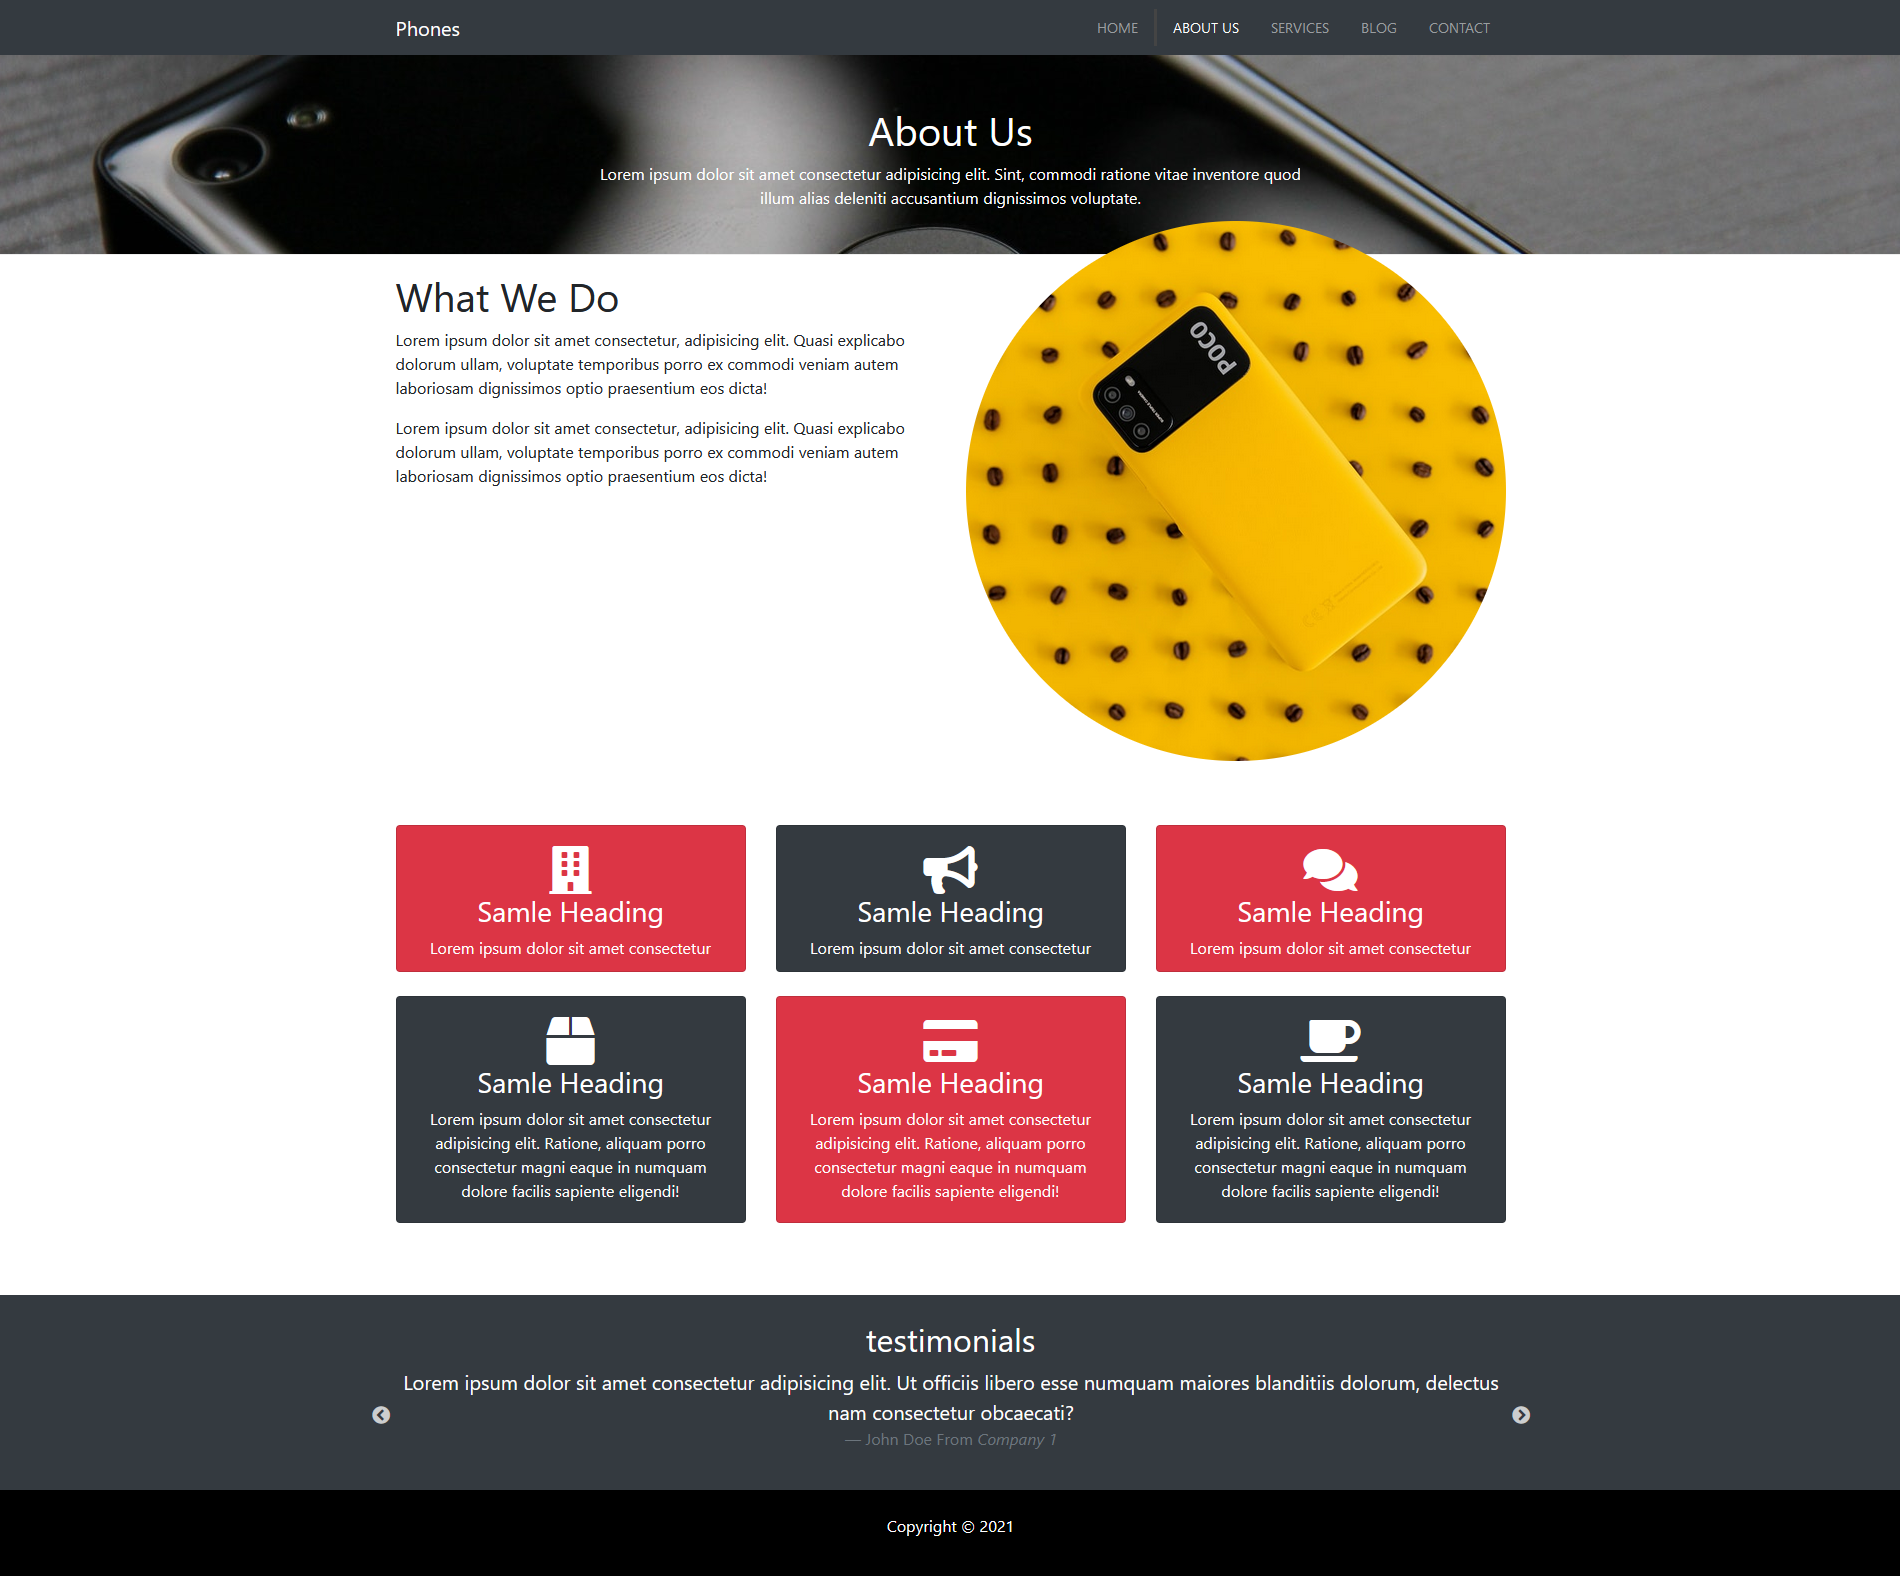 Phones
HOME
ABOUT US
SERVICES
BLOG
CONTACT
About Us
Lorem ipsum dolor sit amet consectetur adipisicing elit. Sint, commodi ratione vitae inventore quod
illum alias deleniti accusantium dignissimos voluptate.
What We Do
Lorem ipsum dolor sit amet consectetur, adipisicing elit. Quasi explicabo
dolorum ullam, voluptate temporibus porro ex commodi veniam autem
laboriosam dignissimos optio praesentium eos dicta!
Lorem ipsum dolor sit amet consectetur, adipisicing elit. Quasi explicabo
dolorum ullam, voluptate temporibus porro ex commodi veniam autem
laboriosam dignissimos optio praesentium eos dicta!
POCO
Samle Heading
Lorem ipsum dolor sit amet consectetur
Samle Heading
Lorem ipsum dolor sit amet consectetur
Samle Heading
Lorem ipsum dolor sit amet consectetur
Samle Heading
Lorem ipsum dolor sit amet consectetur
adipisicing elit. Ratione, aliquam porro
consectetur magni eaque in numquam
dolore facilis sapiente eligendi!
Samle Heading
Lorem ipsum dolor sit amet consectetur
adipisicing elit. Ratione, aliquam porro
consectetur magni eaque in numquam
dolore facilis sapiente eligendi!
Samle Heading
Lorem ipsum dolor sit amet consectetur
adipisicing elit. Ratione, aliquam porro
consectetur magni eaque in numquam
dolore facilis sapiente eligendi!
testimonials
Lorem ipsum dolor sit amet consectetur adipisicing elit. Ut officiis libero esse numquam maiores blanditiis dolorum, delectus
nam consectetur obcaecati?
— John Doe From Company 1
Copyright © 2021